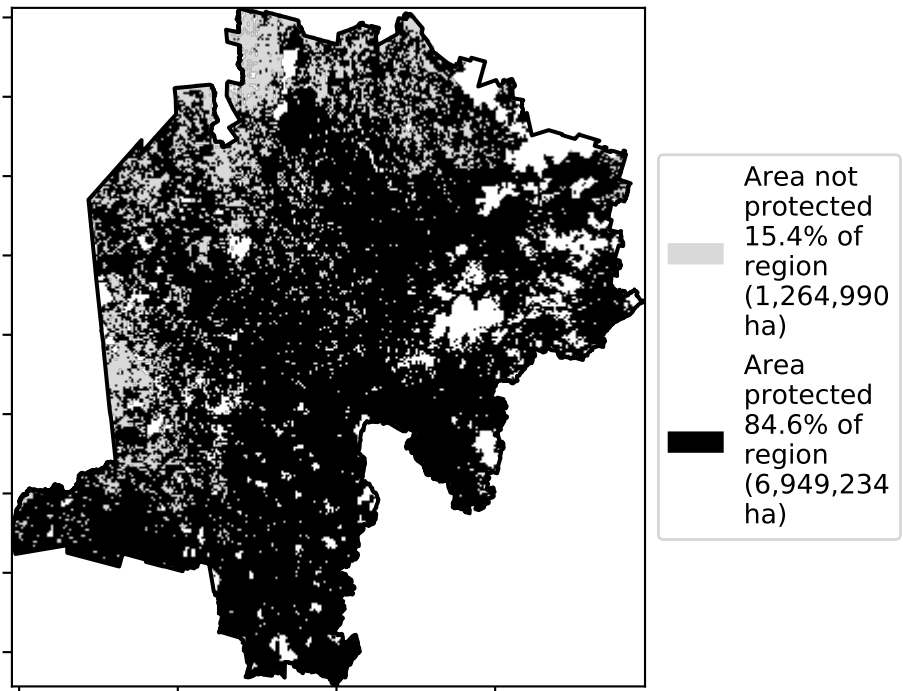 Area not
protected
15.4% of
region
(1,264,990
ha)
Area
protected
84.6% of
region
(6,949,234
ha)